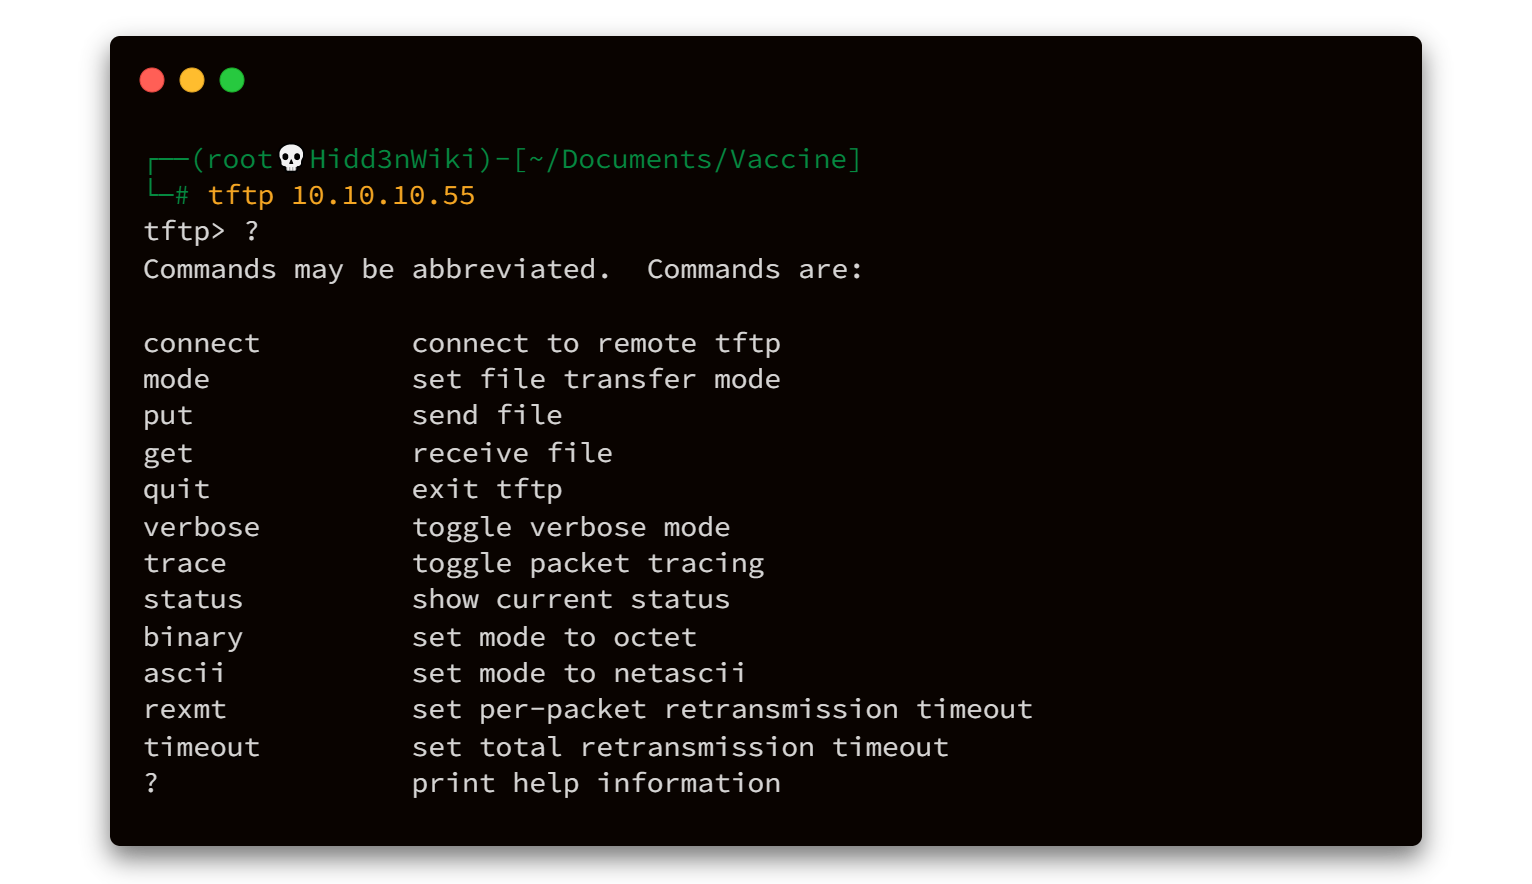 ┌──(root💀Hidd3nWiki)-[~/Documents/Vaccine]
└─# tftp 10.10.10.55
tftp> ?
Commands may be abbreviated.  Commands are:

connect         connect to remote tftp
mode            set file transfer mode
put             send file
get             receive file
quit            exit tftp
verbose         toggle verbose mode
trace           toggle packet tracing
status          show current status
binary          set mode to octet
ascii           set mode to netascii
rexmt           set per-packet retransmission timeout
timeout         set total retransmission timeout
?               print help information